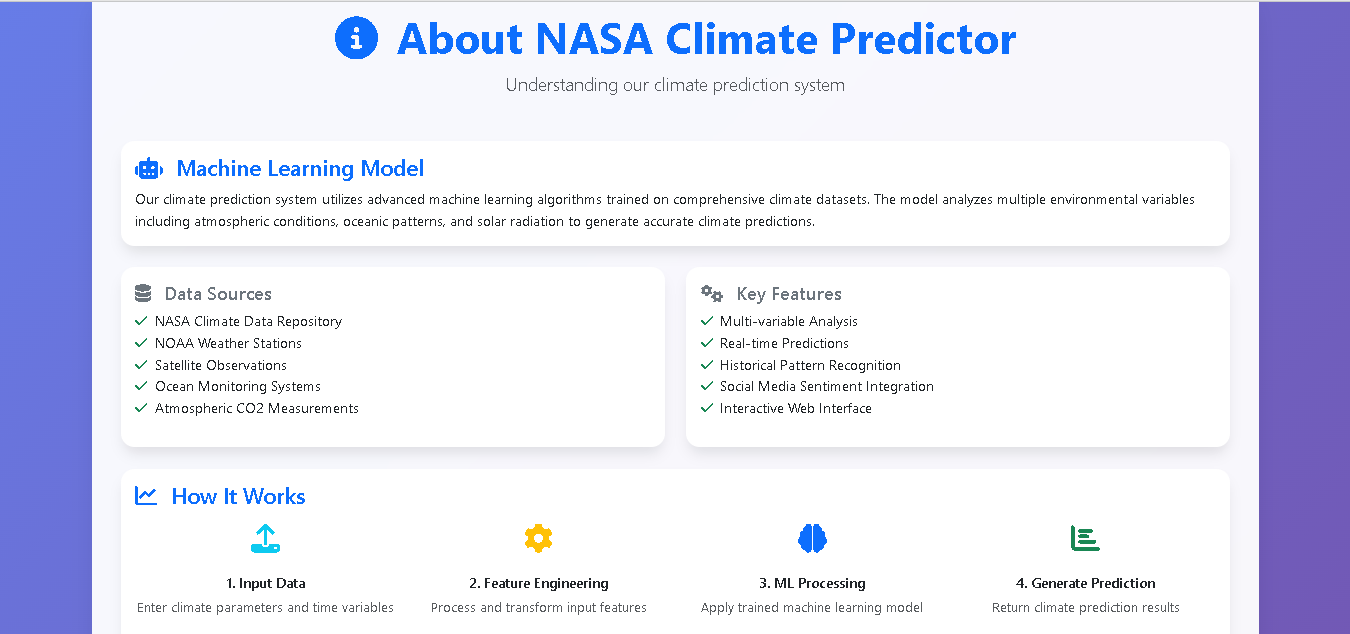 About NASA Climate Predictor
Understanding our climate prediction system
Machine Learning Model
Our climate prediction system utilizes advanced machine learning algorithms trained on comprehensive climate datasets. The model analyzes multiple environmental variables
including atmospheric conditions, oceanic patterns, and solar radiation to generate accurate climate predictions.
Data Sources
NASA Climate Data Repository
NOAA Weather Stations
Satellite Observations
Ocean Monitoring Systems
Atmospheric CO2 Measurements
Key Features
Multi-variable Analysis
Real-time Predictions
Historical Pattern Recognition
Social Media Sentiment Integration
Interactive Web Interface
How It Works
1. Input Data
Enter climate parameters and time variables
2. Feature Engineering
Process and transform input features
3. ML Processing
Apply trained machine learning model
4. Generate Prediction
Return climate prediction results